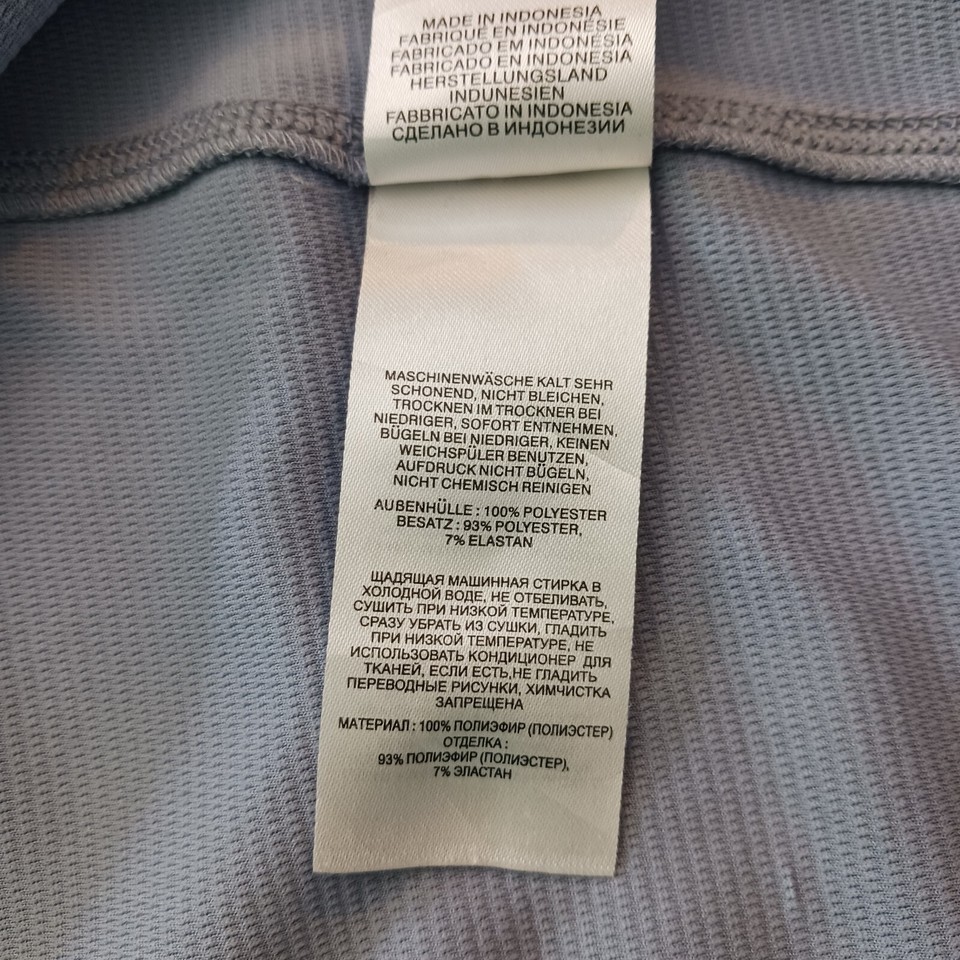 MADE IN INDONESIA
FABRIQUÉ EN INDONÉSIE
FABRICADO EM INDONÉSIA
FABRICADO EN INDONESIA
HERSTELLUNGSLAND
INDUNESIEN
FABBRICATO IN INDONESIA
СДЕЛАНО В ИНДОНЕЗИИ
MASCHINENWÄSCHE KALT SEHR
SCHONEND, NICHT BLEICHEN,
TROCKNEN IM TROCKNER BEI
NIEDRIGER, SOFORT ENTNEHMEN,
BÜGELN BEI NIEDRIGER, KEINEN
WEICHSPÜLER BENUTZEN,
AUFDRUCK NICHT BÜGELN,
NICHT CHEMISCH REINIGEN
AUßENHÜLLE : 100% POLYESTER
BESATZ : 93% POLYESTER,
7% ELASTAN
ЩАДЯЩАЯ МАШИННАЯ СТИРКА В
ХОЛОДНОЙ ВОДЕ, НЕ ОТБЕЛИВАТЬ,
СУШИТЬ ПРИ НИЗКОЙ ТЕМПЕРАТУРЕ,
СРАЗУ УБРАТЬ ИЗ СУШКИ, ГЛАДИТЬ
ПРИ НИЗКОЙ ТЕМПЕРАТУРЕ, НЕ
ИСПОЛЬЗОВАТЬ КОНДИЦИОНЕР ДЛЯ
ТКАНЕЙ, ЕСЛИ ЕСТЬ,НЕ ГЛАДИТЬ
ПЕРЕВОДНЫЕ РИСУНКИ, ХИМЧИСТКА
ЗАПРЕЩЕНА
МАТЕРИАЛ : 100% ПОЛИЭФИР (ПОЛИЭСТЕР)
ОТДЕЛКА :
93% ПОЛИЭФИР (ПОЛИЭСТЕР),
7% ЭЛАСТАН